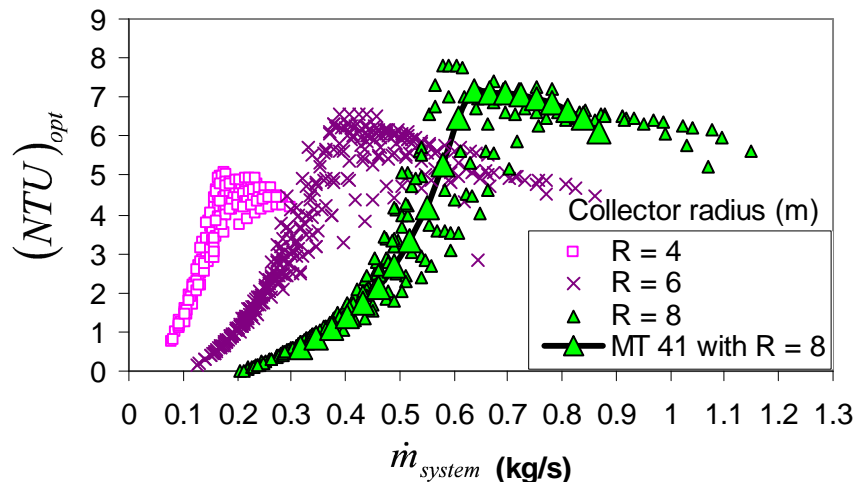 9
8
7
6
5
4
3
2
1
0
(NTU)opt
0 0.1 0.2 0.3 0.4 0.5 0.6 0.7 0.8 0.9 1 1.1 1.2 1.3
Collector radius (m)
R = 4
R = 6
R = 8
MT 41 with R = 8
ṁsystem (kg/s)